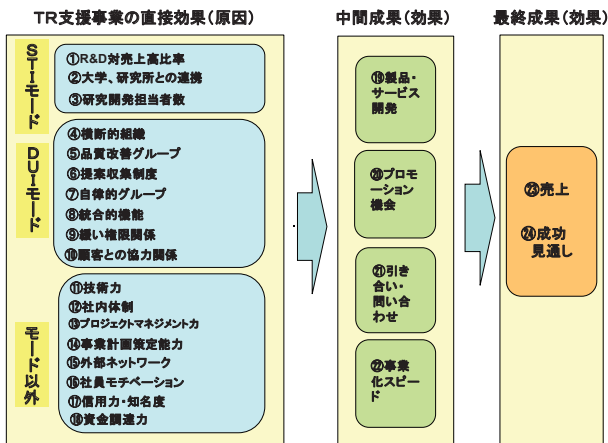 TR支援事業の直接効果(原因)
STIモード
①R&D対売上高比率
②大学、研究所との連携
③研究開発担当者数
DUIモード
④横断的組織
⑤品質改善グループ
⑥提案収集制度
⑦自律的グループ
⑧統合的機能
⑨緩い権限関係
⑩顧客との協力関係
モード以外
⑪技術力
⑫社内体制
⑬プロジェクトマネジメント力
⑭事業計画策定能力
⑮外部ネットワーク
⑯社員モチベーション
⑰信用力・知名度
⑱資金調達力
中間成果(効果)
⑲製品・
サービス
開発
⑳プロモ
ーション
機会
㉑引き
合い・問
い合
わせ
㉒事業
化スピー
ド
最終成果(効果)
㉓売上
㉔成功
見通し